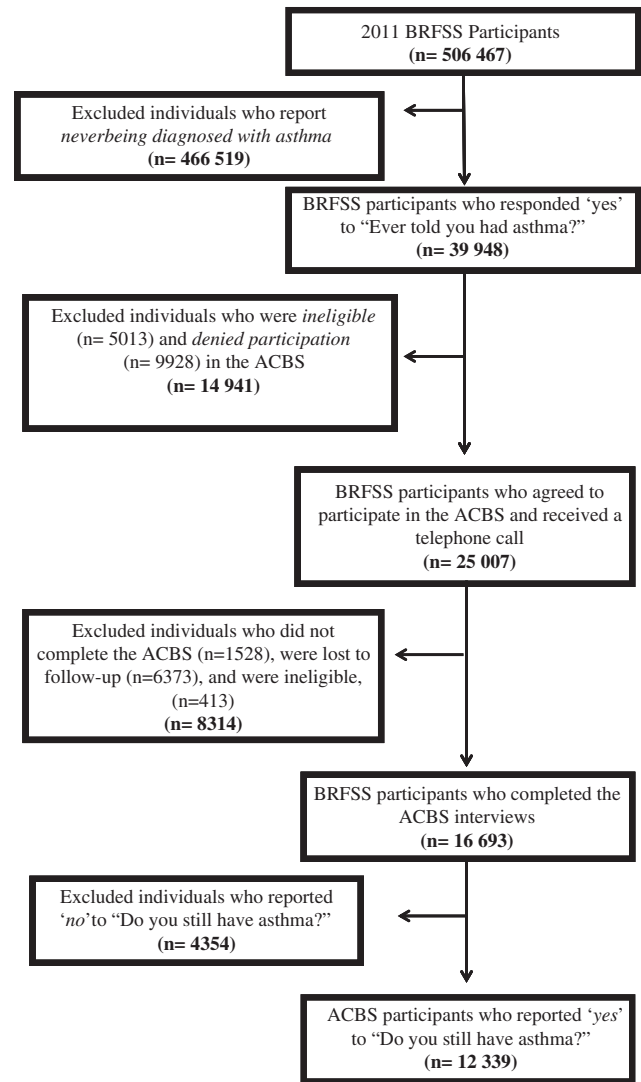 2011 BRFSS Participants
(n= 506 467)
Excluded individuals who report
neverbeing diagnosed with asthma
(n= 466 519)
BRFSS participants who responded ‘yes’
to “Ever told you had asthma?”
(n= 39 948)
Excluded individuals who were ineligible
(n= 5013) and denied participation
(n= 9928) in the ACBS
(n= 14 941)
BRFSS participants who agreed to
participate in the ACBS and received a
telephone call
(n= 25 007)
Excluded individuals who did not
complete the ACBS (n=1528), were lost to
follow-up (n=6373), and were ineligible,
(n=413)
(n= 8314)
BRFSS participants who completed the
ACBS interviews
(n= 16 693)
Excluded individuals who reported
‘no’to “Do you still have asthma?”
(n= 4354)
ACBS participants who reported ‘yes’
to “Do you still have asthma?”
(n= 12 339)